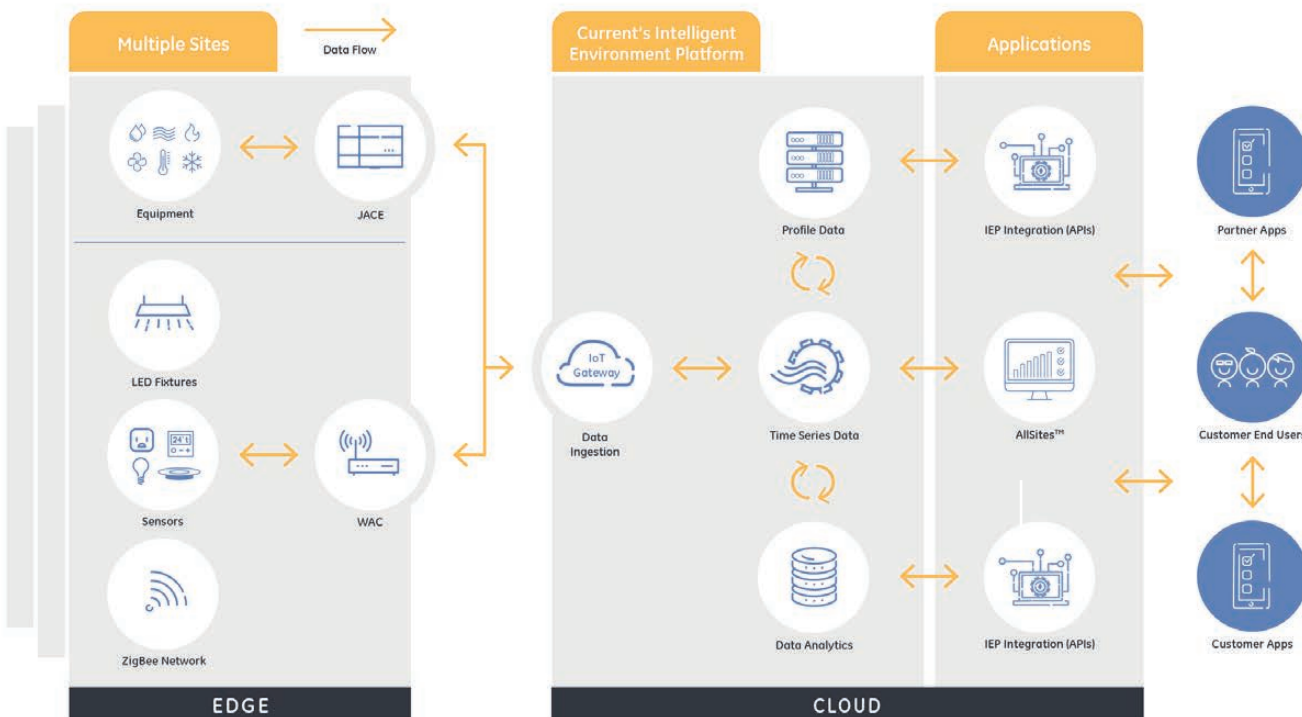 Multiple Sites
Data Flow
Current's Intelligent
Environment Platform
Applications
Equipment
JACE
Profile Data
IEP Integration (APIs)
Partner Apps
LED Fixtures
IoT
Gateway
Data
Ingestion
Time Series Data
AllSites™
Customer End Users
24°t
Sensors
WAC
ZigBee Network
Data Analytics
IEP Integration (APIs)
Customer Apps
EDGE
CLOUD